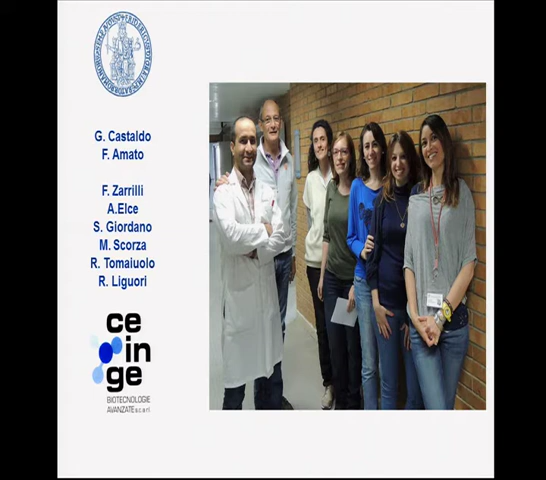 G. Castaldo
F. Amato
F. Zarrilli
A.Elce
S. Giordano
M. Scorza
R. Tomaiuolo
R. Liguori
ce
in
ge
BIOTECNOLOGIE
AVANZATE s.c.a r.l.